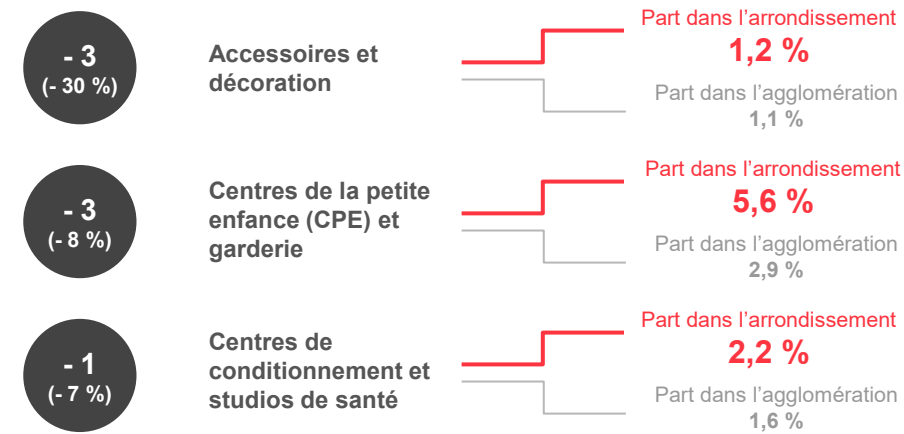 - 3
(- 30 %)
Accessoires et
décoration
Part dans l'arrondissement
1,2 %
Part dans l'agglomération
1,1 %
- 3
(- 8 %)
Centres de la petite
enfance (CPE) et
garderie
Part dans l'arrondissement
5,6 %
Part dans l'agglomération
2,9 %
- 1
(- 7 %)
Centres de
conditionnement et
studios de santé
Part dans l'arrondissement
2,2 %
Part dans l'agglomération
1,6 %